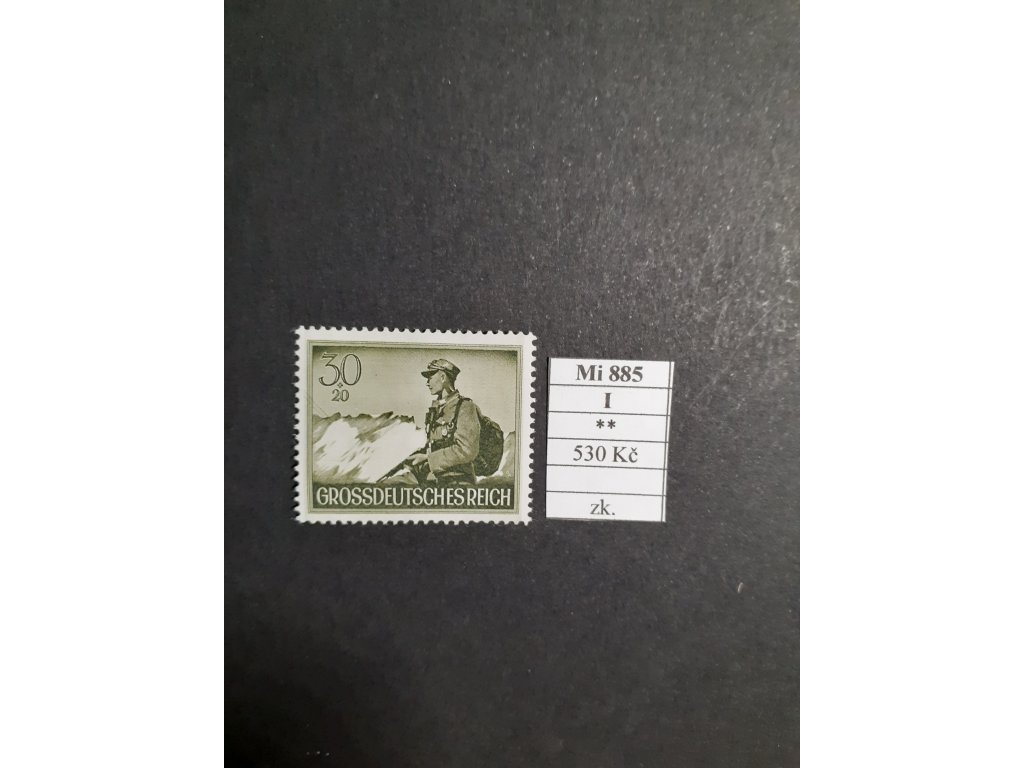 30
+
20
GROSSDEUTSCHES REICH
Mi 885
I
**
530 Kč
zk.